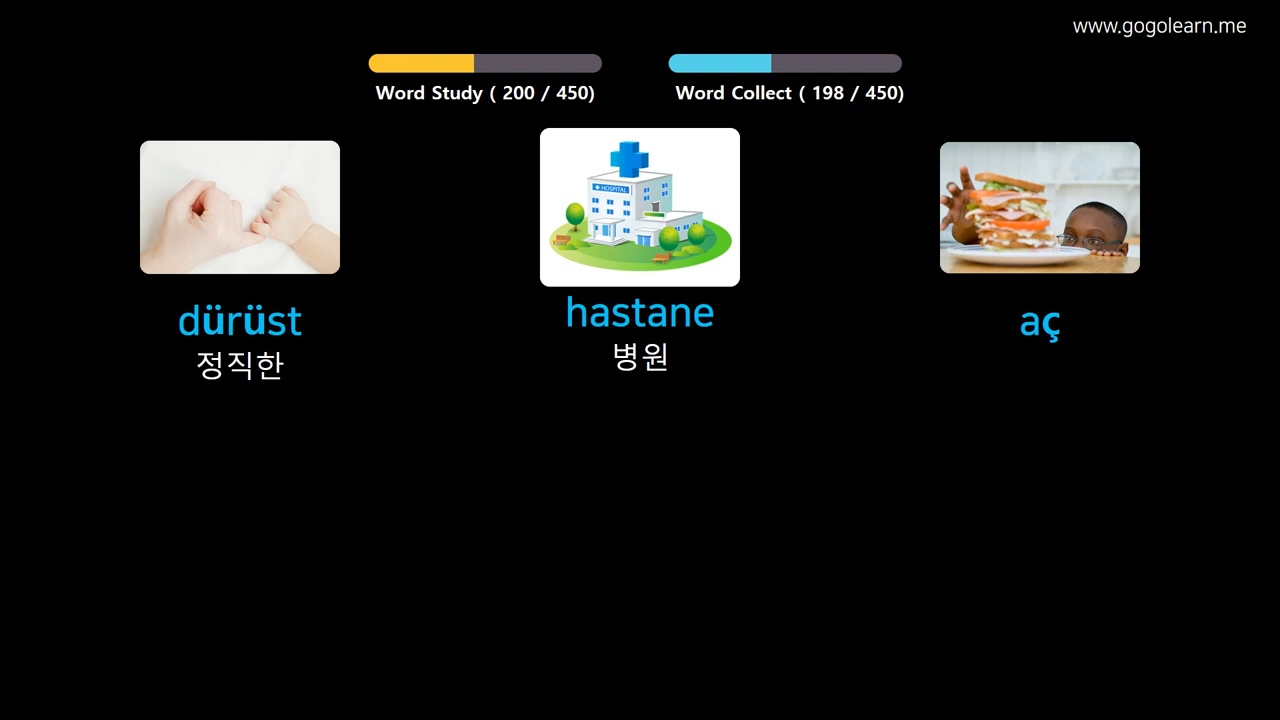 www.gogolearn.me
Word Study ( 200 / 450)
Word Collect ( 198 / 450)
HOSPITAL
dürüst
정직한
hastane
병원
aç